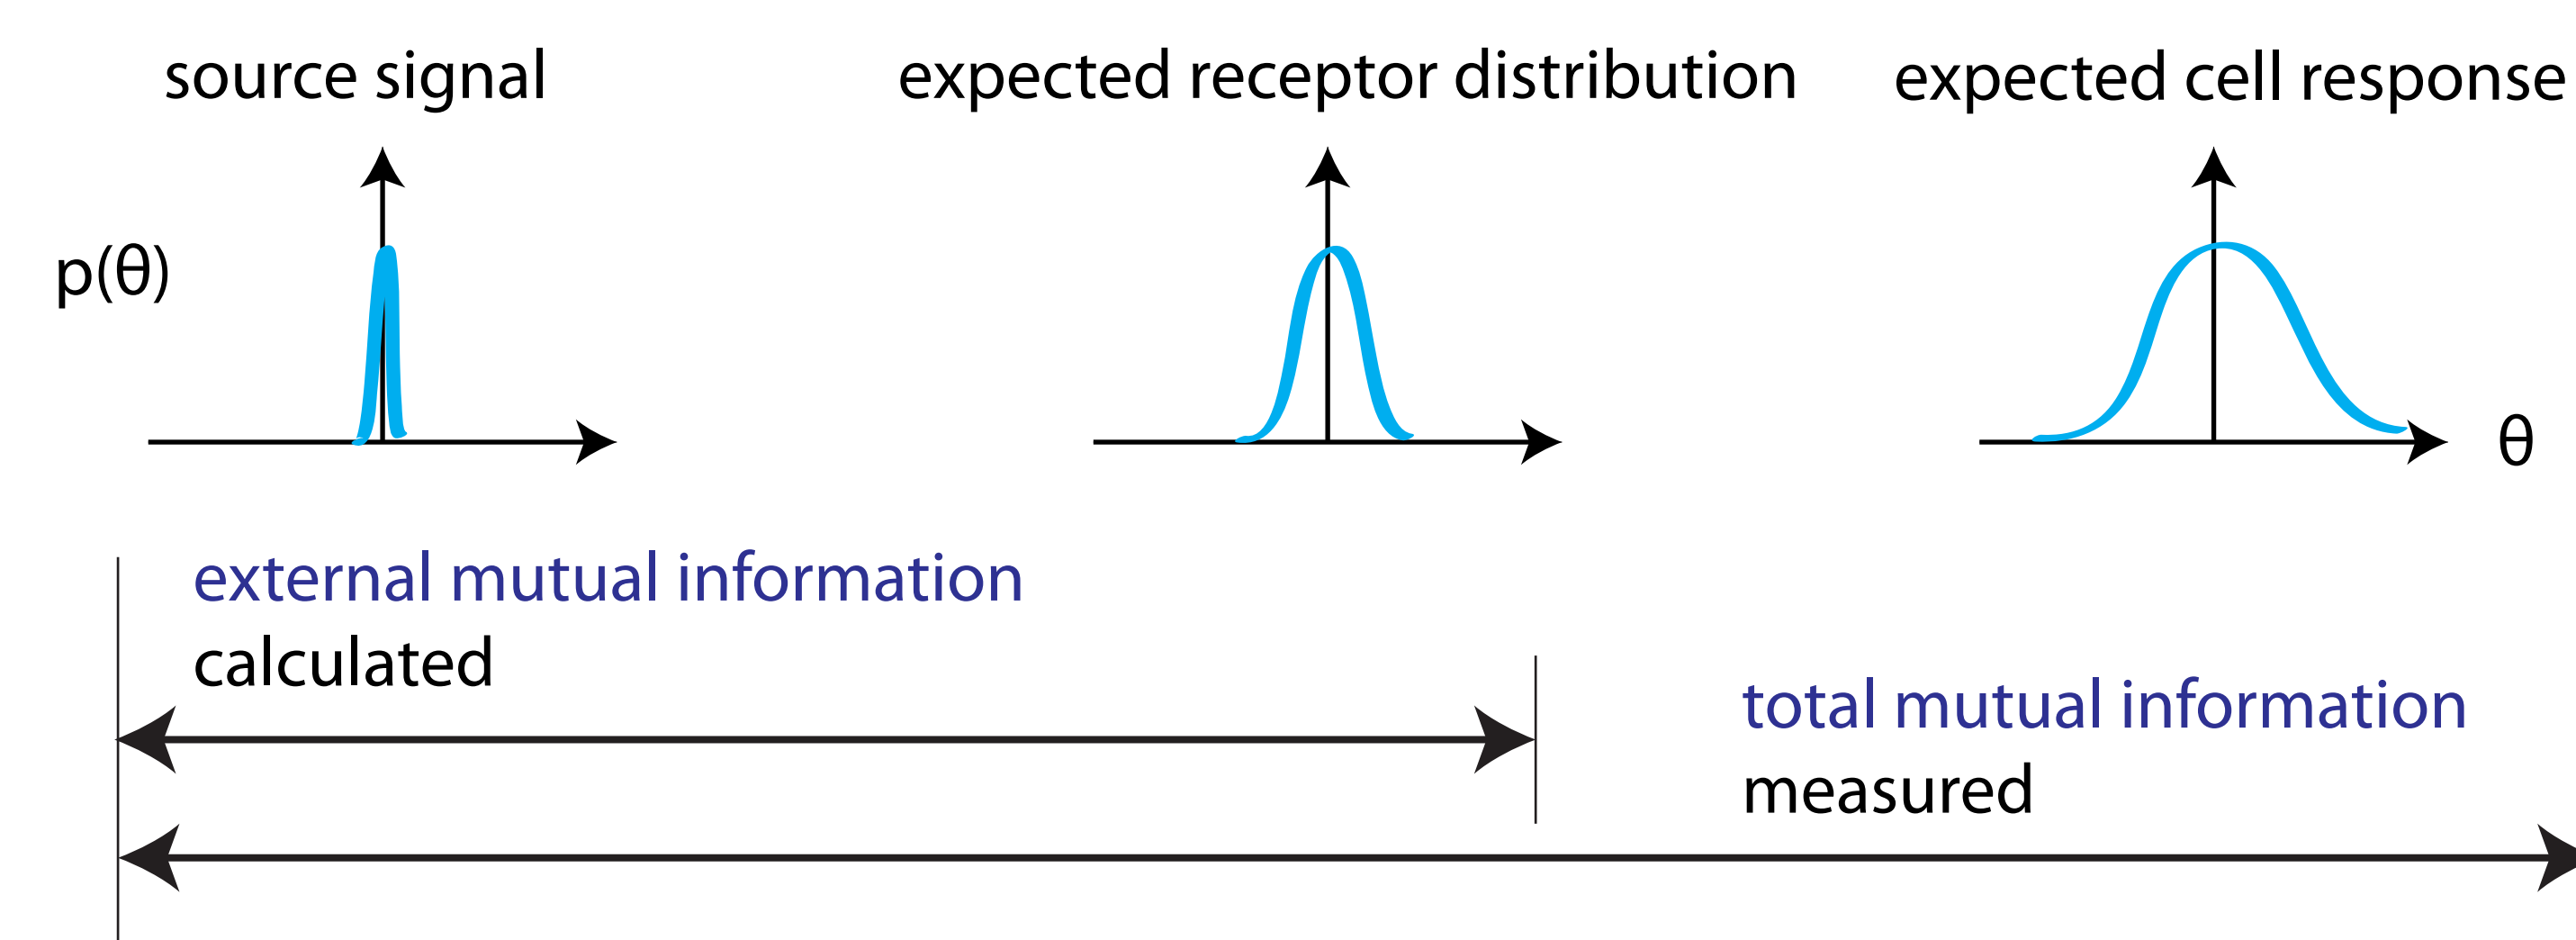 source signal
expected receptor distribution
expected cell response
p(θ)
θ
external mutual information
calculated
total mutual information
measured